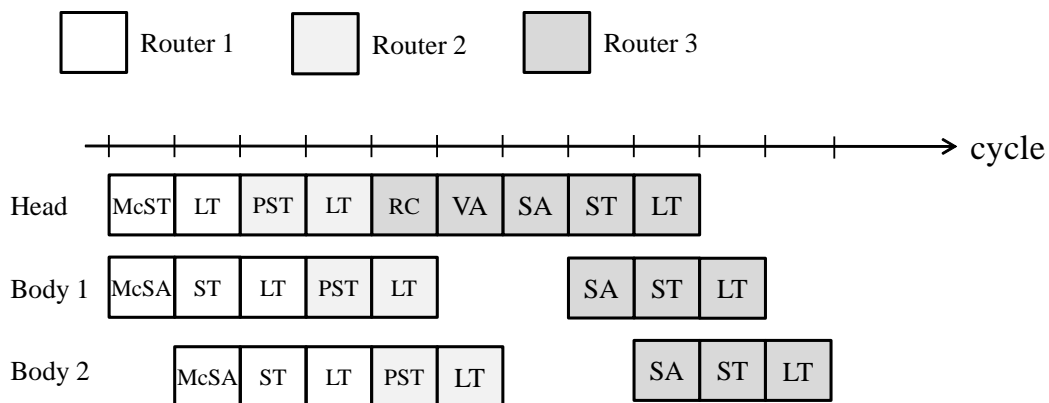 Router 1 Router 2 Router 3
cycle
Head McST LT PST LT RC VA SA ST LT
Body 1 McSA ST LT PST LT SA ST LT
Body 2 McSA ST LT PST LT SA ST LT